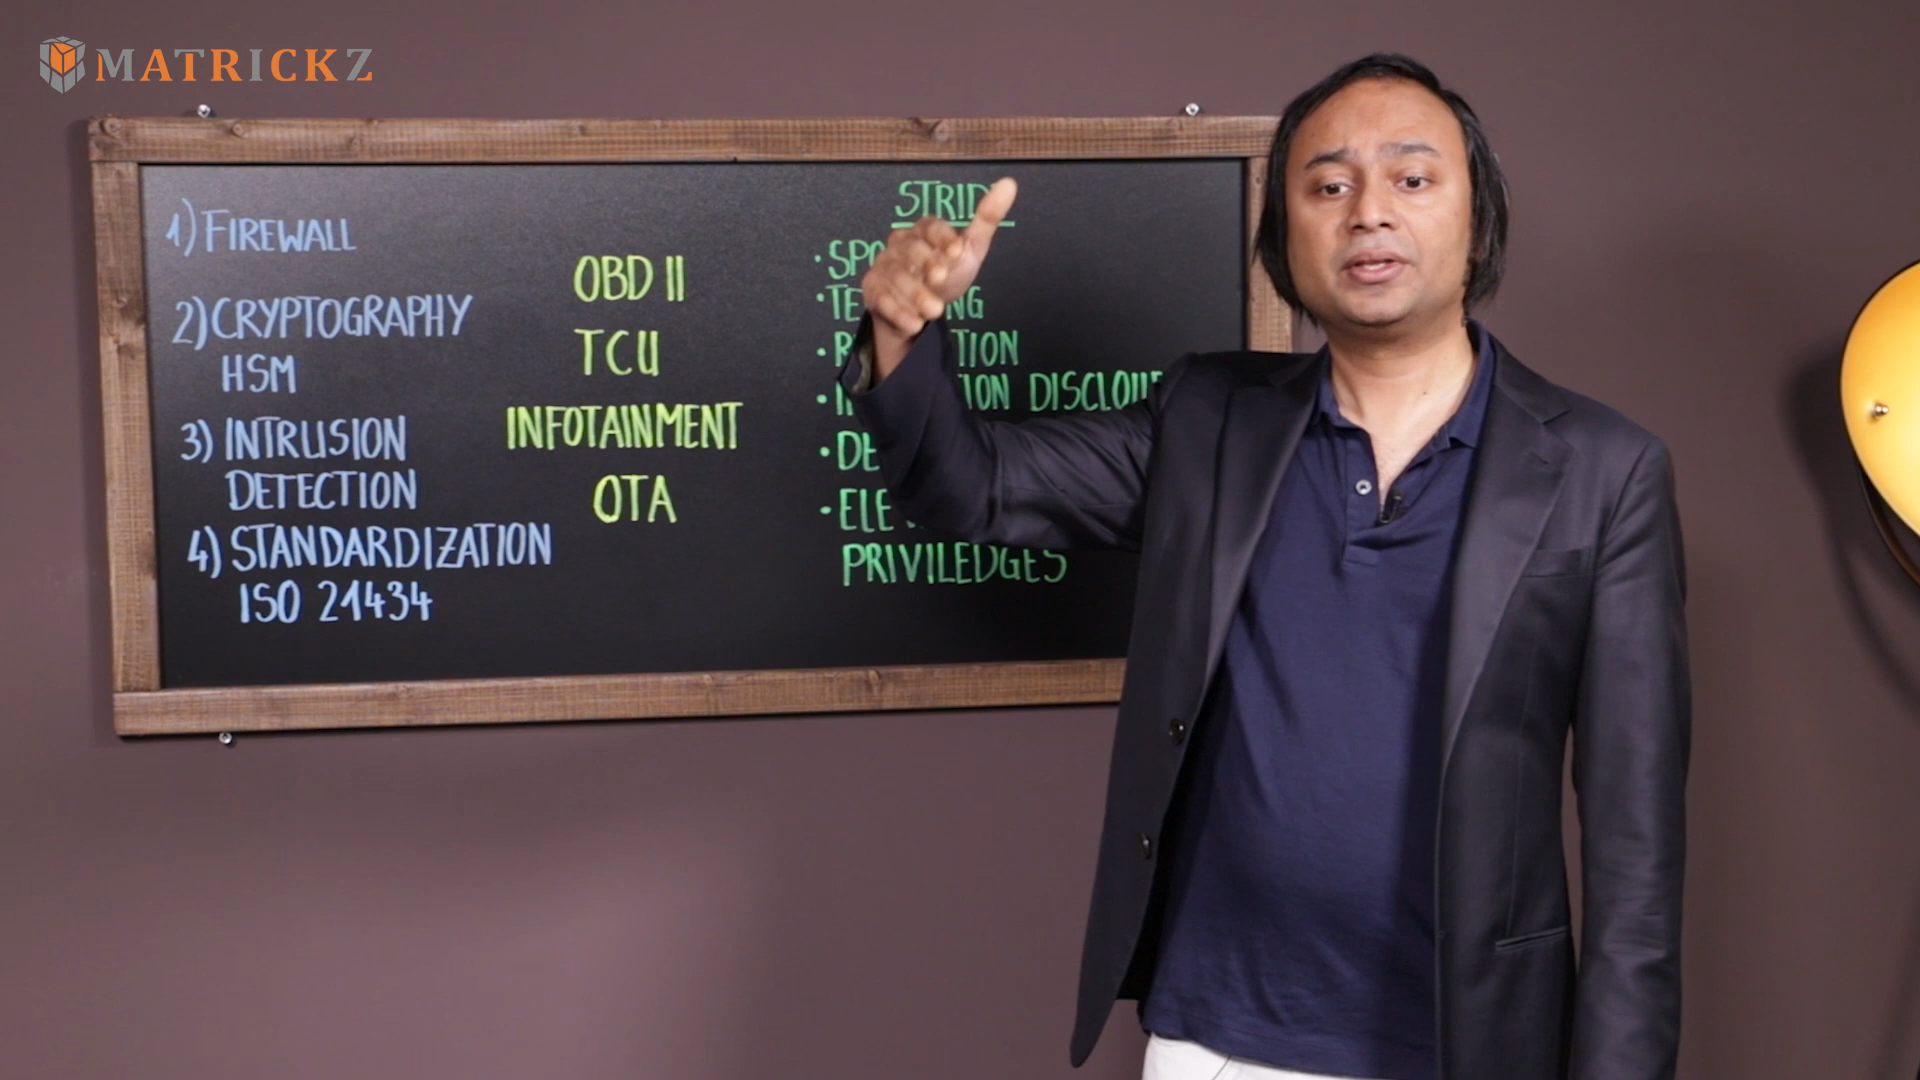 MATRICKZ
1) FIREWALL
2) CRYPTOGRAPHY
HSM
3) INTRUSION
DETECTION
4) STANDARDIZATION
ISO 21434
OBD II
TCU
INFOTAINMENT
OTA
STRID
PRIVILEDGES